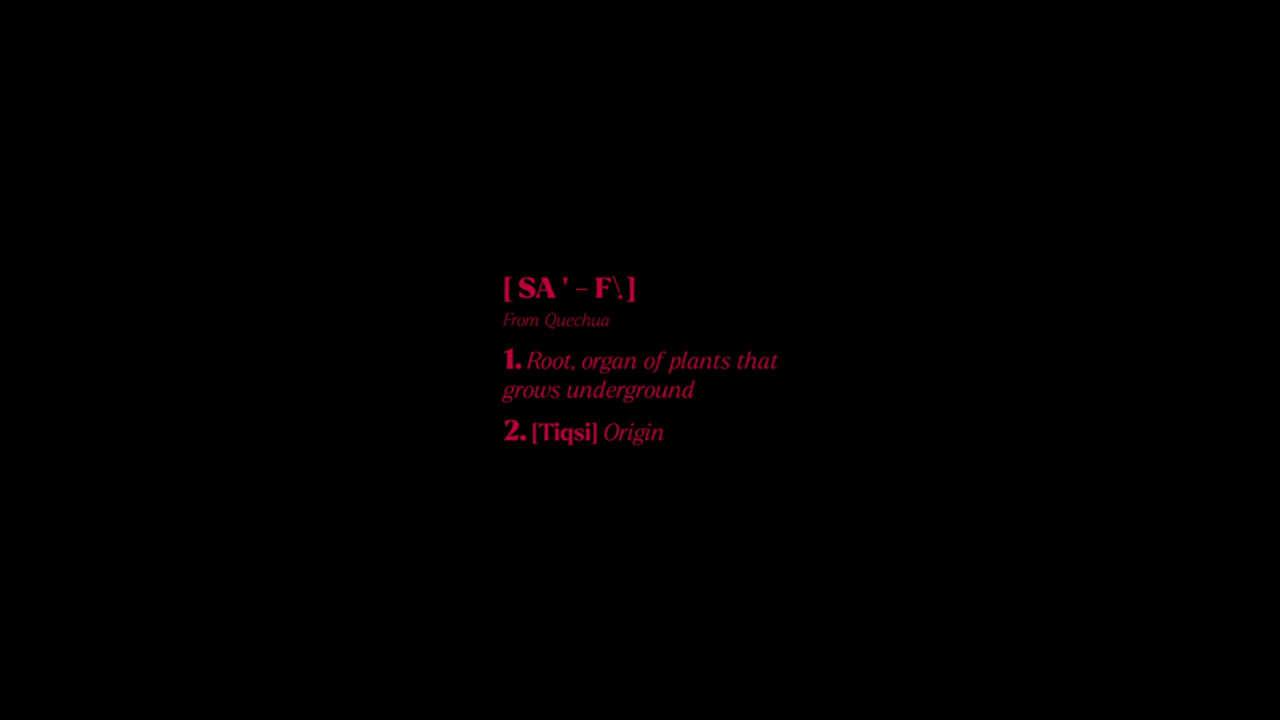 [ SA ' – F\.]
From Quechua
1. Root, organ of plants that
grows underground
2. [Tiqsi] Origin